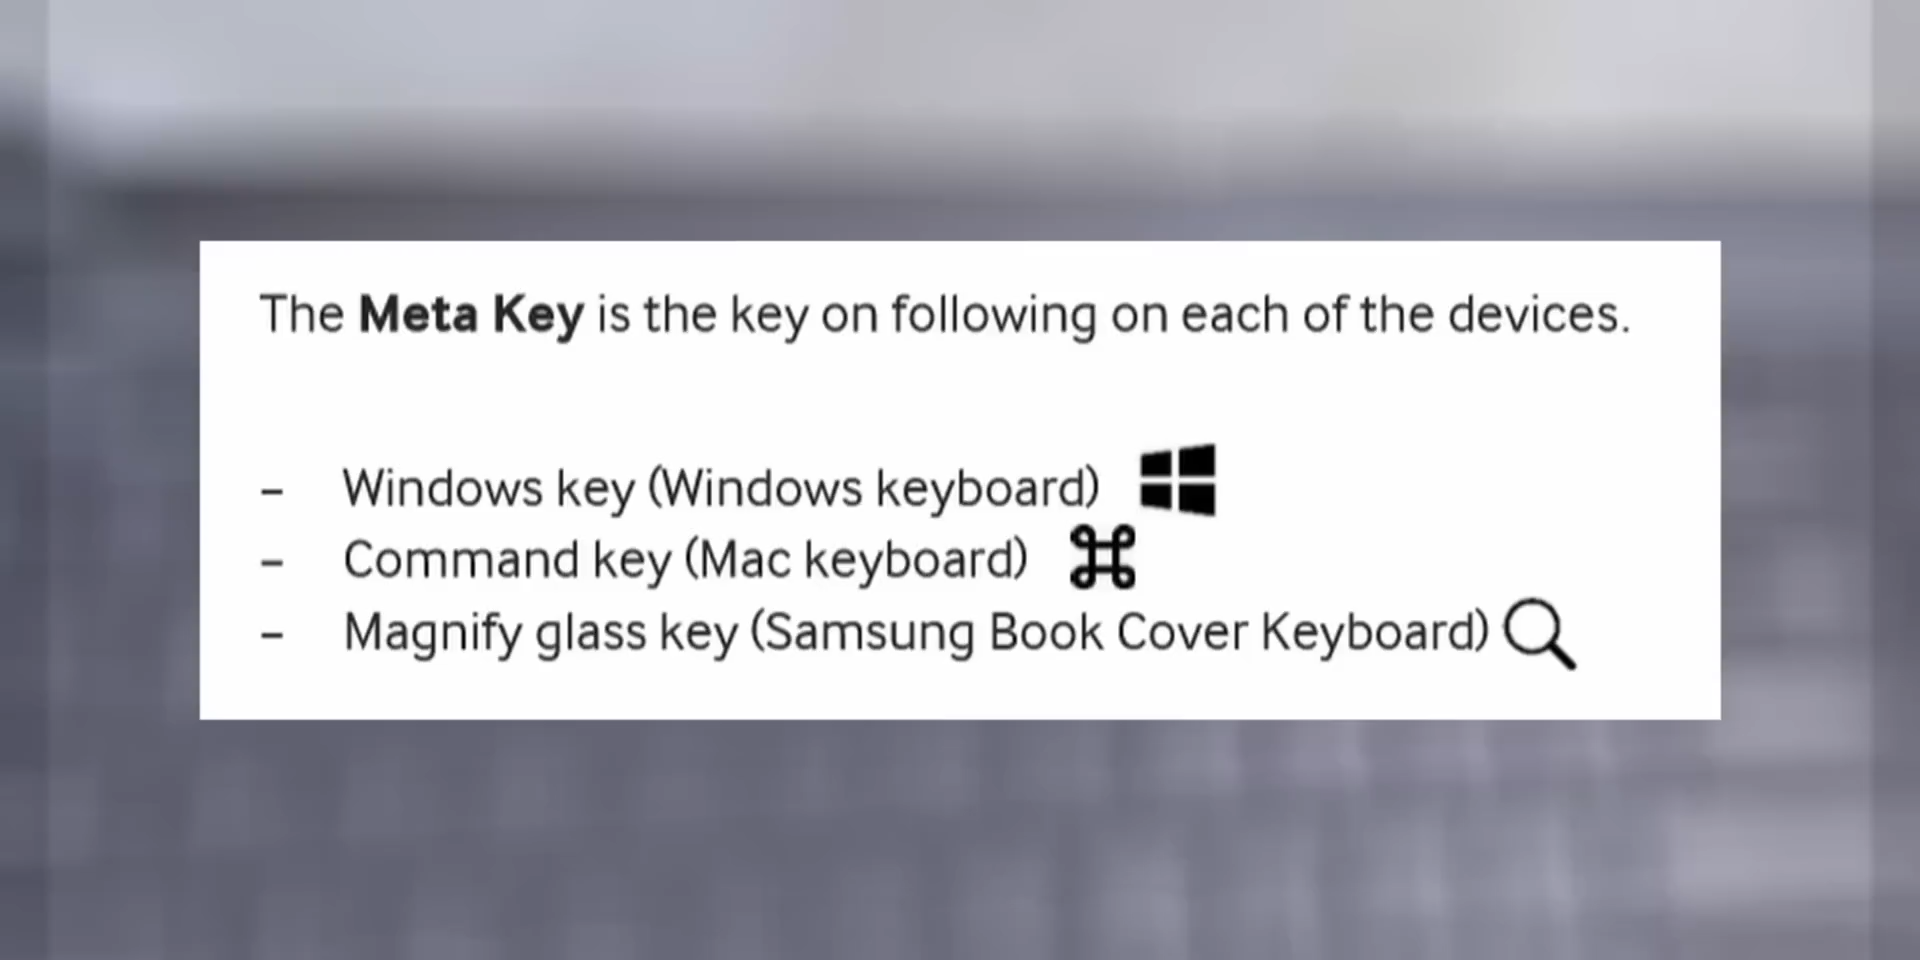 The Meta Key is the key on following on each of the devices.
– Windows key (Windows keyboard)
– Command key (Mac keyboard) ⌘
– Magnify glass key (Samsung Book Cover Keyboard)